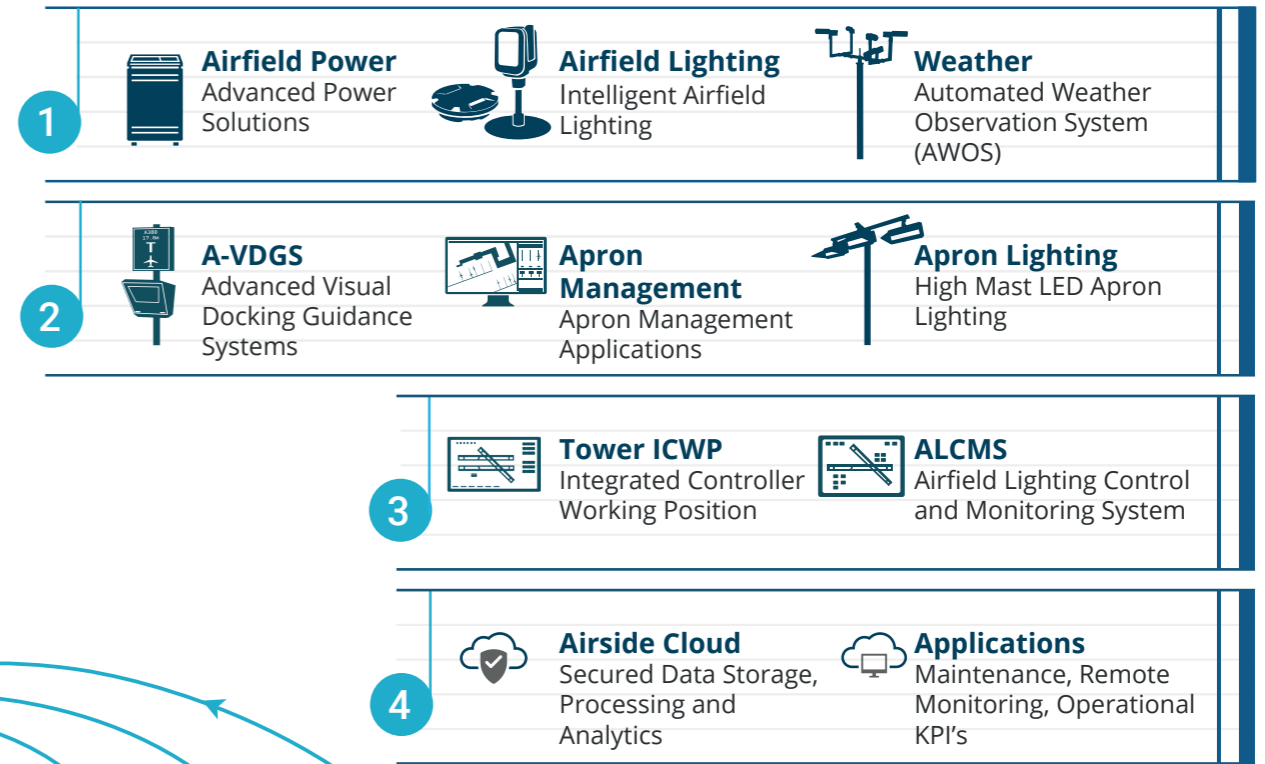 1
Airfield Power
Advanced Power
Solutions
Airfield Lighting
Intelligent Airfield
Lighting
Weather
Automated Weather
Observation System
(AWOS)
2
A380
17.0m
T
A-VDGS
Advanced Visual
Docking Guidance
Systems
Apron
Management
Apron Management
Applications
Apron Lighting
High Mast LED Apron
Lighting
3
Tower ICWP
Integrated Controller
Working Position
ALCMS
Airfield Lighting Control
and Monitoring System
4
Airside Cloud
Secured Data Storage,
Processing and
Analytics
Applications
Maintenance, Remote
Monitoring, Operational
KPI's